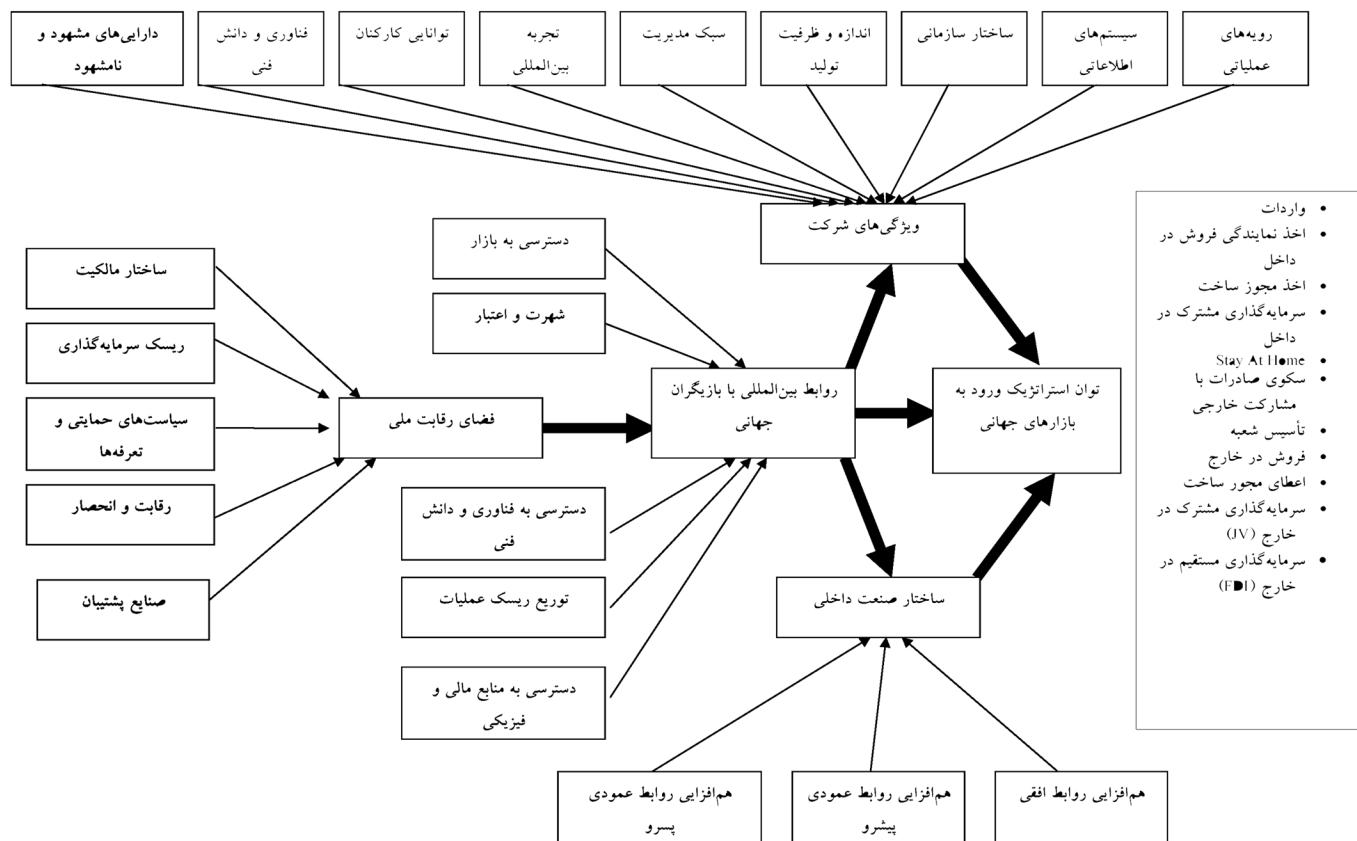 رویه‌های
عملیاتی
سیستم‌های
اطلاعاتی
ساختار سازمانی
اندازه و ظرفیت
تولید
سبک مدیریت
تجربه
بین‌المللی
توانایی کارکنان
فناوری و دانش
فنی
دارایی‌های مشهود و
نامشهود
ویژگی‌های شرکت
دسترسی به بازار
شهرت و اعتبار
ساختار مالکیت
ریسک سرمایه‌گذاری
سیاست‌های حمایتی و
تعرفه‌ها
رقابت و انحصار
صنایع پشتیبان
فضای رقابت ملی
روابط بین‌المللی با بازیگران
جهانی
توان استراتژیک ورود به
بازارهای جهانی
دسترسی به فناوری و دانش
فنی
توزیع ریسک عملیات
دسترسی به منابع مالی و
فیزیکی
ساختار صنعت داخلی
هم‌افزایی روابط افقی
هم‌افزایی روابط عمودی
پیشرو
هم‌افزایی روابط عمودی
پسرو
• واردات
• اخذ نمایندگی فروش در
داخل
• اخذ مجوز ساخت
• سرمایه‌گذاری مشترک در
داخل
• Stay At Home
• سکوی صادرات با
مشارکت خارجی
• تأسیس شعبه
• فروش در خارج
• اعطای مجور ساخت
• سرمایه‌گذاری مشترک در
خارج (JV)
• سرمایه‌گذاری مستقیم در
خارج (FDI)